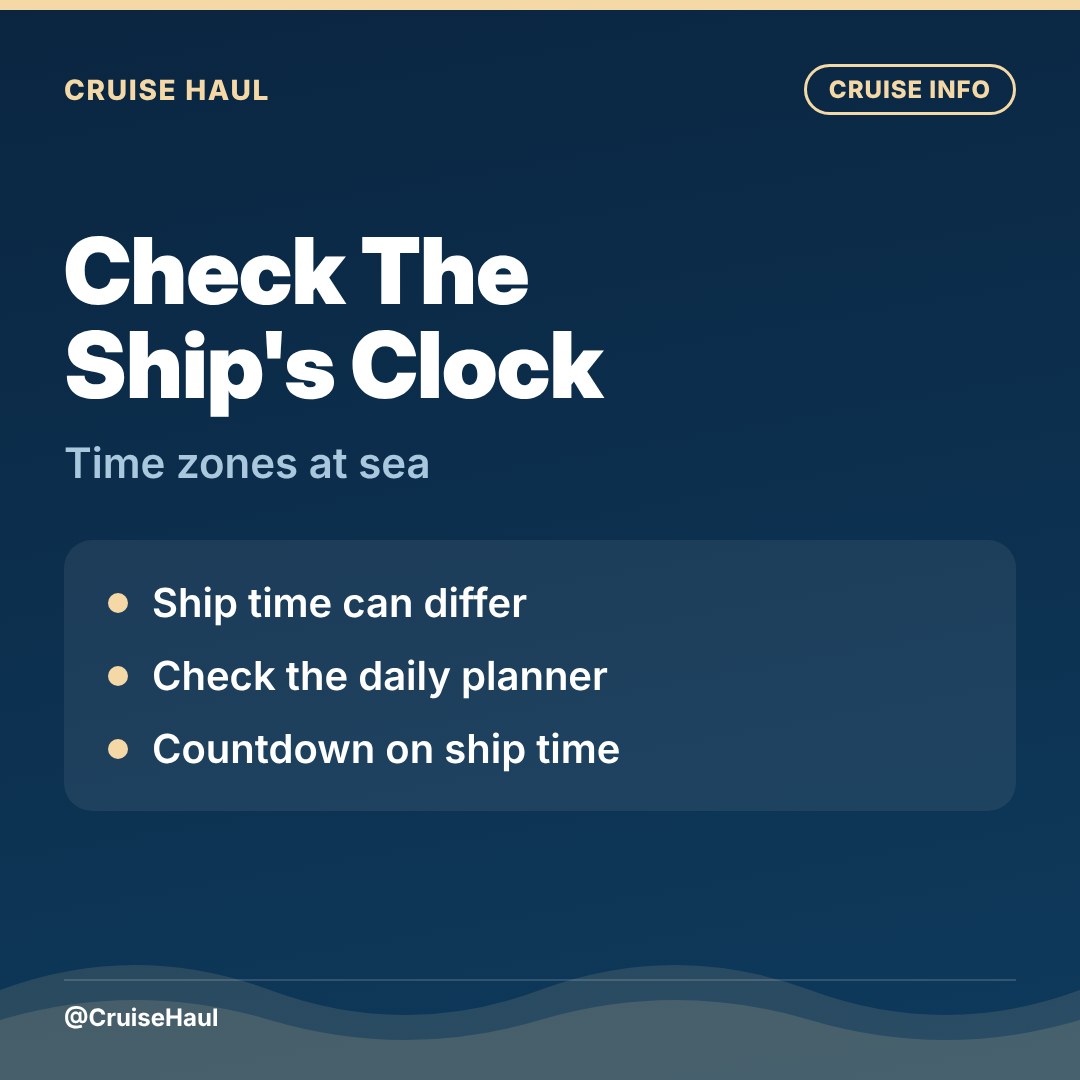 CRUISE HAUL
CRUISE INFO
Check The
Ship's Clock
Time zones at sea
Ship time can differ
Check the daily planner
Countdown on ship time
@CruiseHaul